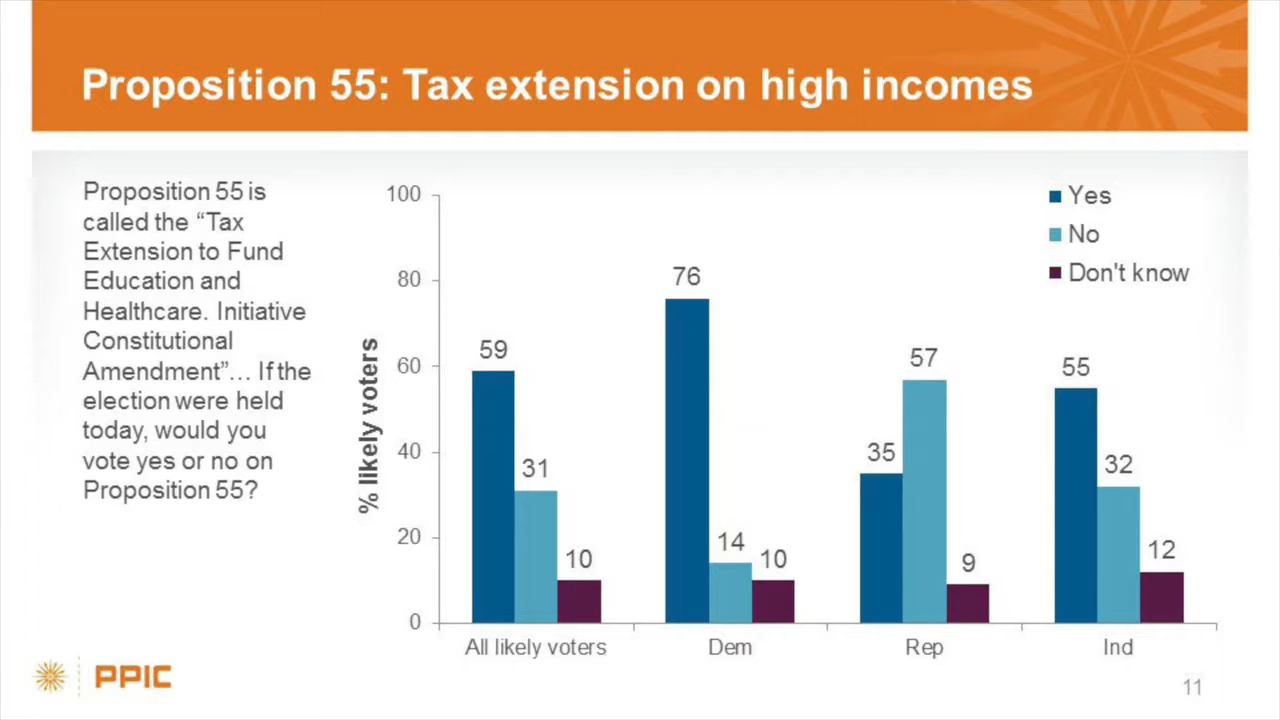 Proposition 55: Tax extension on high incomes
Proposition 55 is
called the “Tax
Extension to Fund
Education and
Healthcare. Initiative
Constitutional
Amendment”… If the
election were held
today, would you
vote yes or no on
Proposition 55?
% likely voters
100
80
60
40
20
0
Yes
No
Don't know
59
31
10
76
14
10
35
57
9
55
32
12
All likely voters
Dem
Rep
Ind
PPIC
11